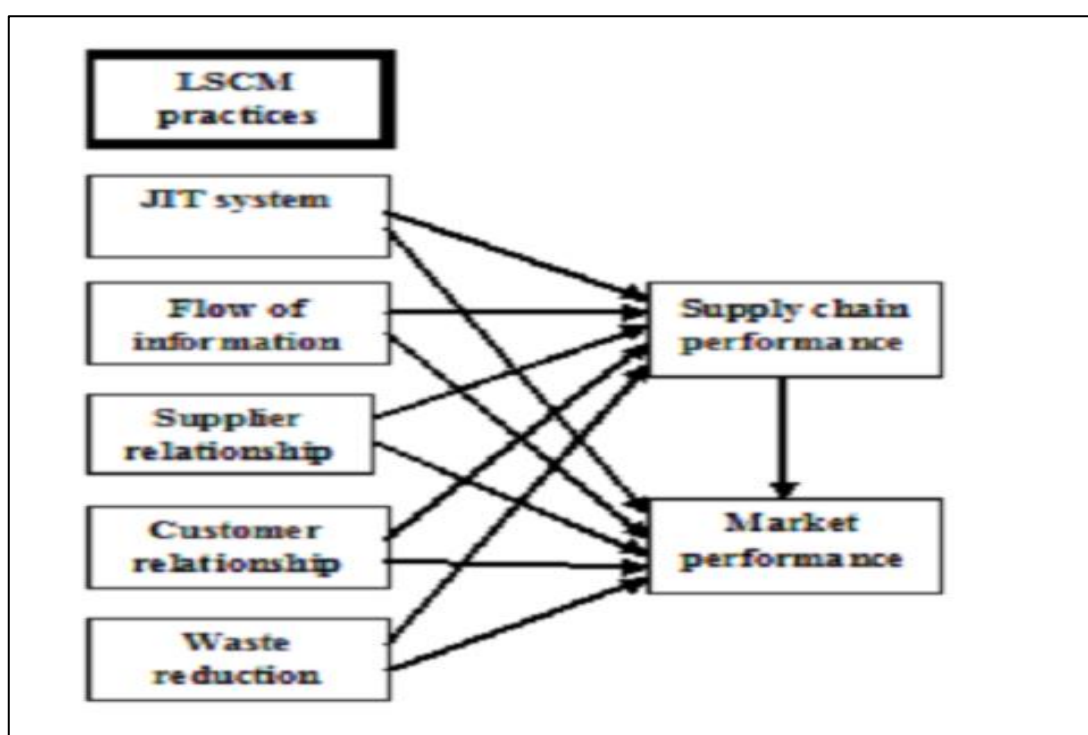 LSCM
practices
JIT system
Flow of
information
Supplier
relationship
Customer
relationship
Waste
reduction
Supply chain
performance
Market
performance